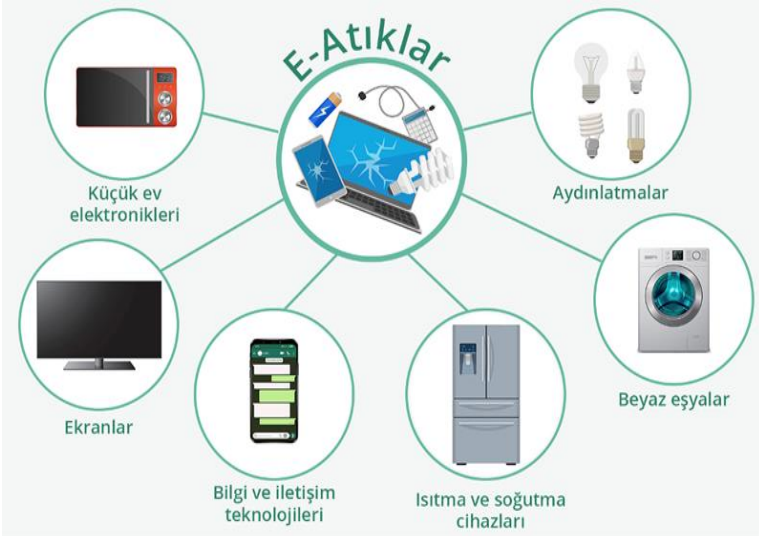 E-Atıklar
Küçük ev
elektronikleri
Aydınlatmalar
Ekranlar
Beyaz eşyalar
Bilgi ve iletişim
teknolojileri
Isıtma ve soğutma
cihazları